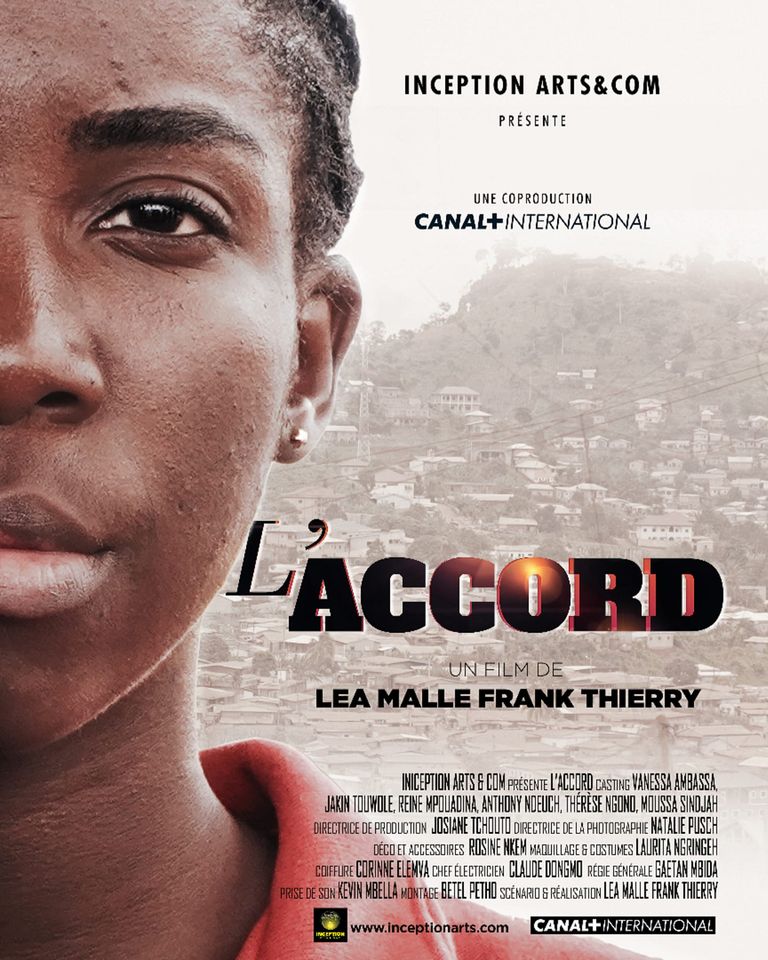 INCEPTION ARTS&COM
PRÉSENTE
UNE COPRODUCTION
CANAL+ INTERNATIONAL
L'ACCORD
UN FILM DE
LEA MALLE FRANK THIERRY
INICEPTION ARTS & COM PRÉSENTE L'ACCORD CASTING VANESSA AMBASSA,
JAKIN TOUWOLE, REINE MPOUADINA, ANTHONY NOEUCH, THÉRÈSE NGONO, MOUSSA SINDJAH
DIRECTRICE DE PRODUCTION JOSIANE TCHOUTO DIRECTRICE DE LA PHOTOGRAPHIE NATALIE PUSCH
DÉCO ET ACCESSOIRES ROSINE NKEM MAQUILLAGE & COSTUMES LAURITA NGRINGEH
COIFFURE CORINNE ELEMVA CHEF ÉLECTRICIEN CLAUDE DONGMO RÉGIE GÉNÉRALE GAETAN MBIDA
PRISE DE SON KEVIN MBELLA MONTAGE BETEL PETHO SCÉNARIO & RÉALISATION LEA MALLE FRANK THIERRY
INCEPTION www.inceptionarts.com CANAL+ INTERNATIONAL